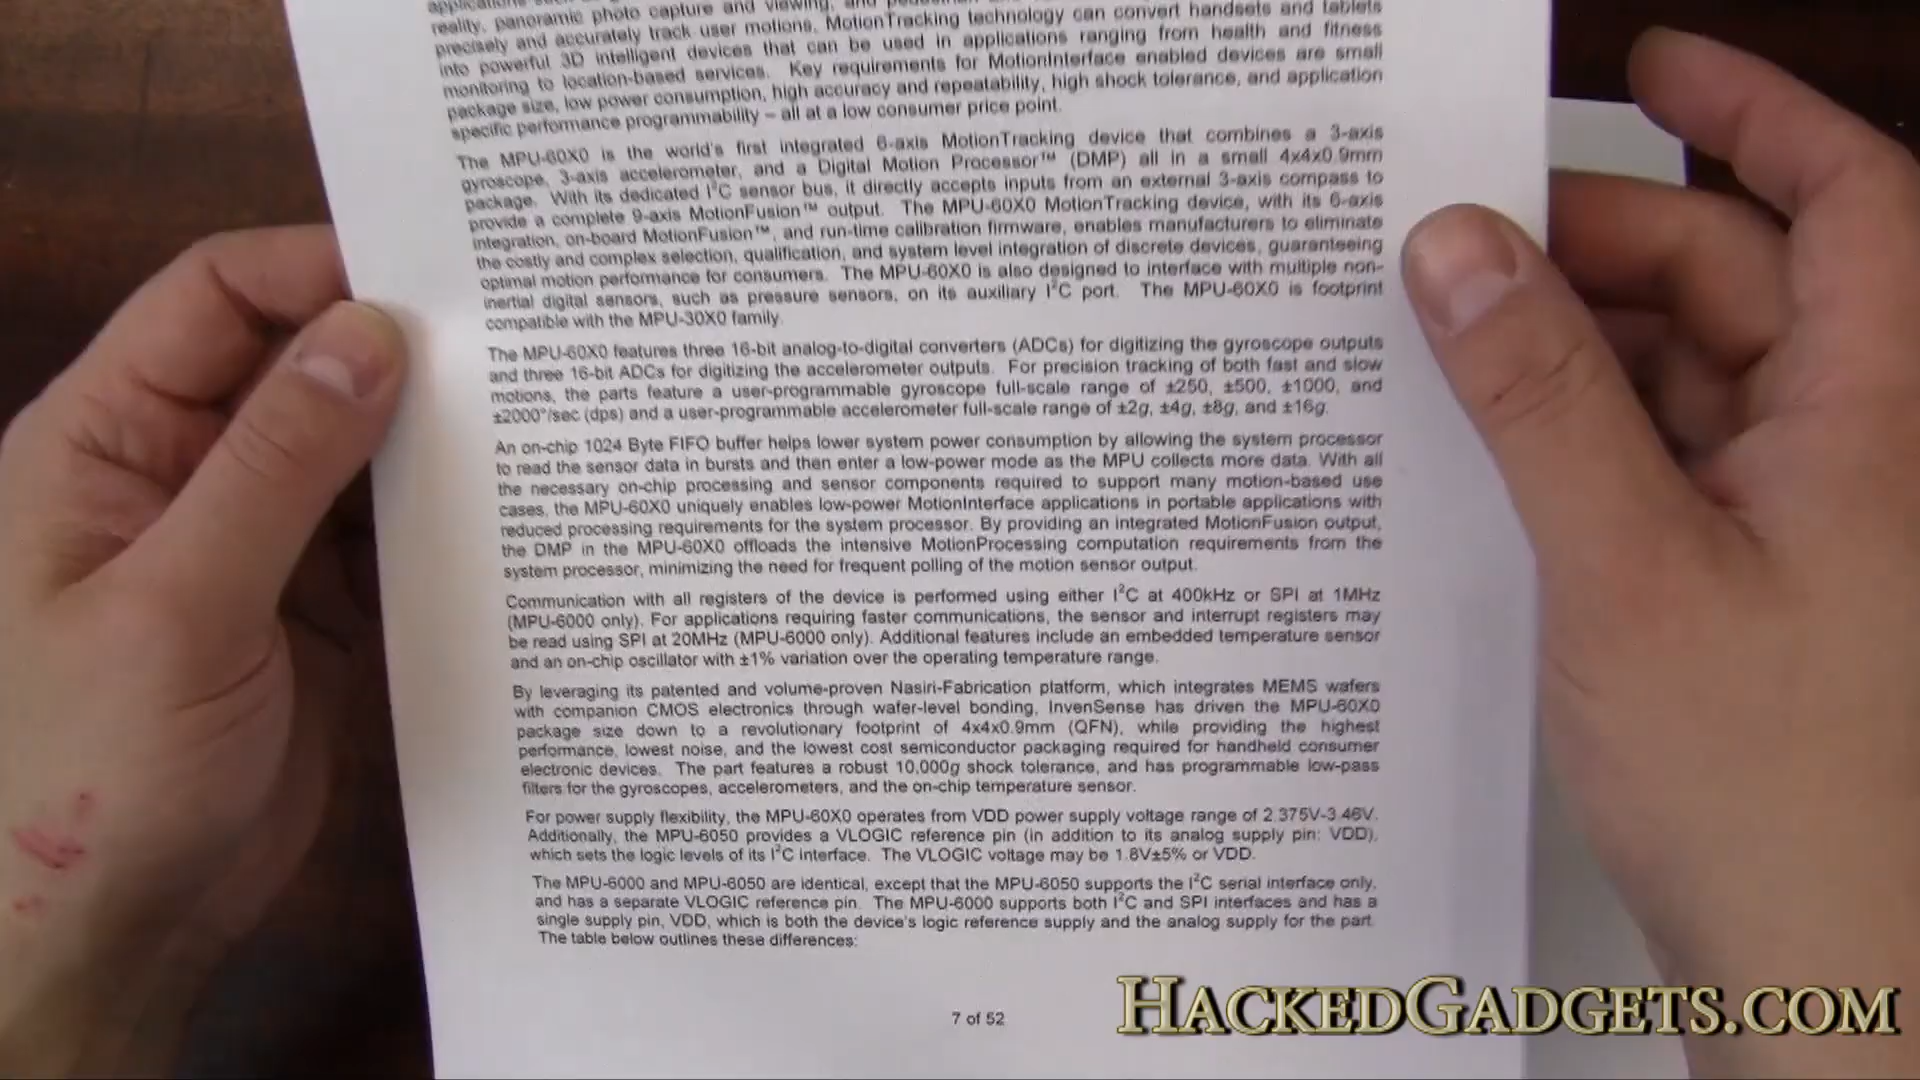 reality, panoramic photo capture and viewing, and
precisely and accurately track user motions, MotionTracking technology can convert handsets and tablets
into powerful 3D intelligent devices that can be used in applications ranging from health and fitness
monitoring to location-based services. Key requirements for MotionInterface enabled devices are small
package size, low power consumption, high accuracy and repeatability, high shock tolerance, and application
specific performance programmability – all at a low consumer price point.
The MPU-60X0 is the world's first integrated 6-axis MotionTracking device that combines a 3-axis
gyroscope, 3-axis accelerometer, and a Digital Motion Processor™ (DMP) all in a small 4x4x0.9mm
package. With its dedicated I²C sensor bus, it directly accepts inputs from an external 3-axis compass to
provide a complete 9-axis MotionFusion™ output. The MPU-60X0 MotionTracking device, with its 6-axis
integration, on-board MotionFusion™, and run-time calibration firmware, enables manufacturers to eliminate
the costly and complex selection, qualification, and system level integration of discrete devices, guaranteeing
optimal motion performance for consumers. The MPU-60X0 is also designed to interface with multiple non-
inertial digital sensors, such as pressure sensors, on its auxiliary I²C port. The MPU-60X0 is footprint
compatible with the MPU-30X0 family.
The MPU-60X0 features three 16-bit analog-to-digital converters (ADCs) for digitizing the gyroscope outputs
and three 16-bit ADCs for digitizing the accelerometer outputs. For precision tracking of both fast and slow
motions, the parts feature a user-programmable gyroscope full-scale range of ±250, ±500, ±1000, and
±2000°/sec (dps) and a user-programmable accelerometer full-scale range of ±2g, ±4g, ±8g, and ±16g.
An on-chip 1024 Byte FIFO buffer helps lower system power consumption by allowing the system processor
to read the sensor data in bursts and then enter a low-power mode as the MPU collects more data. With all
the necessary on-chip processing and sensor components required to support many motion-based use
cases, the MPU-60X0 uniquely enables low-power MotionInterface applications in portable applications with
reduced processing requirements for the system processor. By providing an integrated MotionFusion output,
the DMP in the MPU-60X0 offloads the intensive MotionProcessing computation requirements from the
system processor, minimizing the need for frequent polling of the motion sensor output.
Communication with all registers of the device is performed using either I²C at 400kHz or SPI at 1MHz
(MPU-6000 only). For applications requiring faster communications, the sensor and interrupt registers may
be read using SPI at 20MHz (MPU-6000 only). Additional features include an embedded temperature sensor
and an on-chip oscillator with ±1% variation over the operating temperature range.
By leveraging its patented and volume-proven Nasiri-Fabrication platform, which integrates MEMS wafers
with companion CMOS electronics through wafer-level bonding, InvenSense has driven the MPU-60X0
package size down to a revolutionary footprint of 4x4x0.9mm (QFN), while providing the highest
performance, lowest noise, and the lowest cost semiconductor packaging required for handheld consumer
electronic devices. The part features a robust 10,000g shock tolerance, and has programmable low-pass
filters for the gyroscopes, accelerometers, and the on-chip temperature sensor.
For power supply flexibility, the MPU-60X0 operates from VDD power supply voltage range of 2.375V-3.46V.
Additionally, the MPU-6050 provides a VLOGIC reference pin (in addition to its analog supply pin: VDD),
which sets the logic levels of its I²C interface. The VLOGIC voltage may be 1.8V±5% or VDD.
The MPU-6000 and MPU-6050 are identical, except that the MPU-6050 supports the I²C serial interface only,
and has a separate VLOGIC reference pin. The MPU-6000 supports both I²C and SPI interfaces and has a
single supply pin, VDD, which is both the device's logic reference supply and the analog supply for the part.
The table below outlines these differences:
7 of 52
HACKEDGADGETS.COM